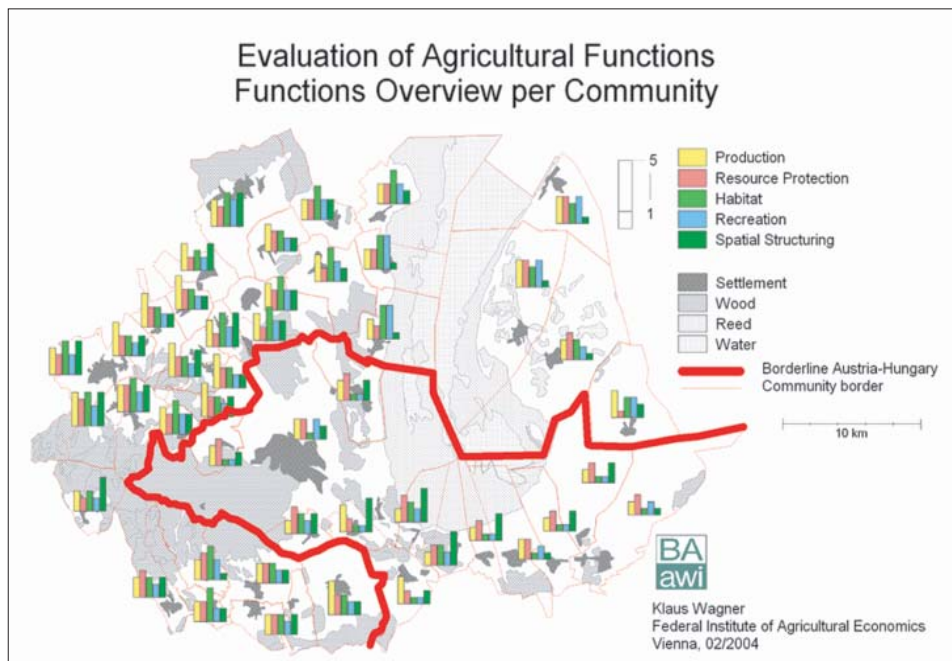 Evaluation of Agricultural Functions
Functions Overview per Community
5
1
Production
Resource Protection
Habitat
Recreation
Spatial Structuring
Settlement
Wood
Reed
Water
Borderline Austria-Hungary
Community border
10 km
BA
awi
Klaus Wagner
Federal Institute of Agricultural Economics
Vienna, 02/2004